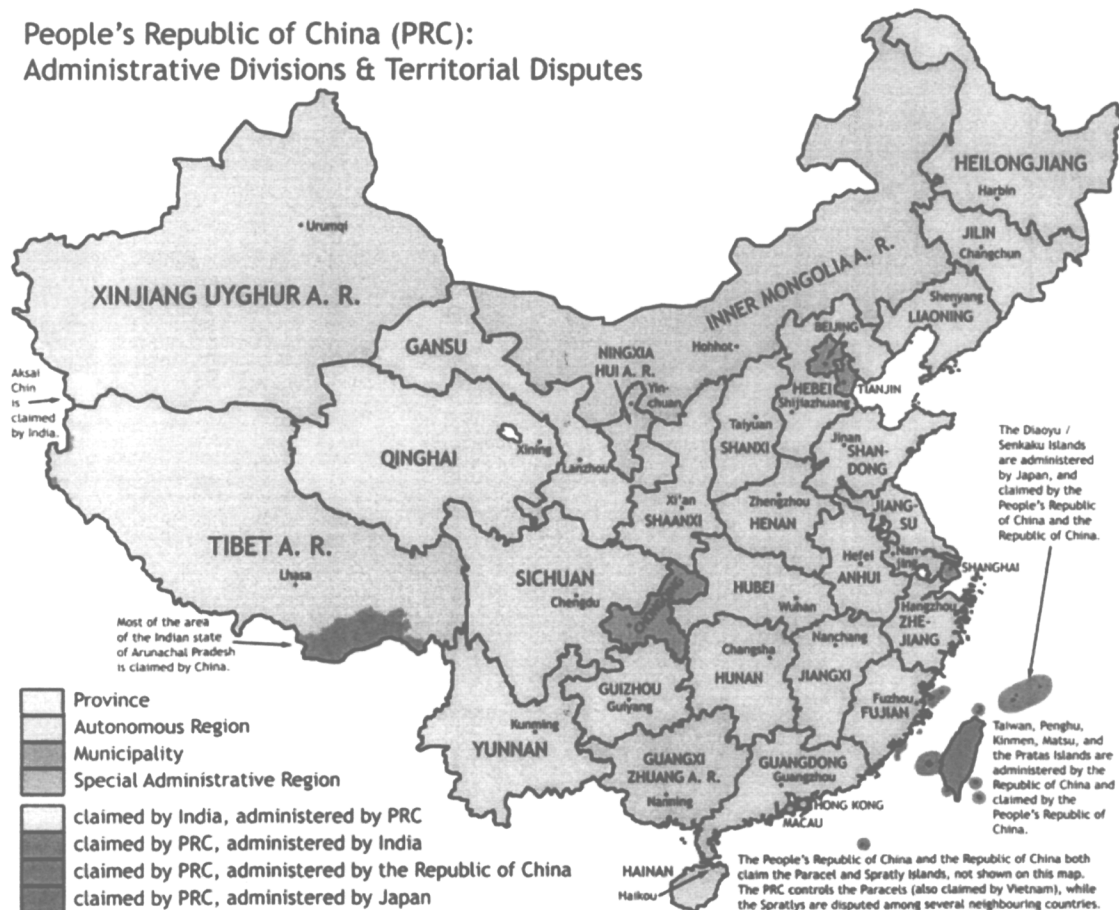 People's Republic of China (PRC):
Administrative Divisions & Territorial Disputes
HEILONGJIANG
Harbin
JILIN
Changchun
Urumqi
INNER MONGOLIA A. R.
Shenyang
LIAONING
XINJIANG UYGHUR A. R.
BEIJING
GANSU
Hohhot
NINGXIA
HUI A. R.
Aksai
Chin
is
claimed
by India.
Yin-
chuan
HEBEI
TIANJIN
Shijiazhuang
Taiyuan
SHANXI
Jinan
SHAN-
DONG
The Diaoyu /
Senkaku Islands
are administered
by Japan, and
claimed by the
People's Republic
of China and the
Republic of China.
QINGHAI
Xining
Lanzhou
Xi'an
SHAANXI
Zhengzhou
HENAN
JIANG-
SU
TIBET A. R.
Lhasa
SICHUAN
Chengdu
HUBEI
Wuhan
Hefei
ANHUI
Nan-
jing
SHANGHAI
Hangzhou
ZHE-
JIANG
Most of the area
of the Indian state
of Arunachal Pradesh
is claimed by China.
Changsha
HUNAN
Nanchang
JIANGXI
GUIZHOU
Guiyang
Fuzhou
FUJIAN
Kunming
YUNNAN
Taiwan, Penghu,
Kinmen, Matsu, and
the Pratas Islands are
administered by the
Republic of China and
claimed by the
People's Republic of
China.
GUANGXI
ZHUANG A. R.
Nanning
GUANGDONG
Guangzhou
HONG KONG
MACAU
HAINAN
Haikou
Province
Autonomous Region
Municipality
Special Administrative Region
claimed by India, administered by PRC
claimed by PRC, administered by India
claimed by PRC, administered by the Republic of China
claimed by PRC, administered by Japan
The People's Republic of China and the Republic of China both
claim the Paracel and Spratly Islands, not shown on this map.
The PRC controls the Paracels (also claimed by Vietnam), while
the Spratlys are disputed among several neighbouring countries.